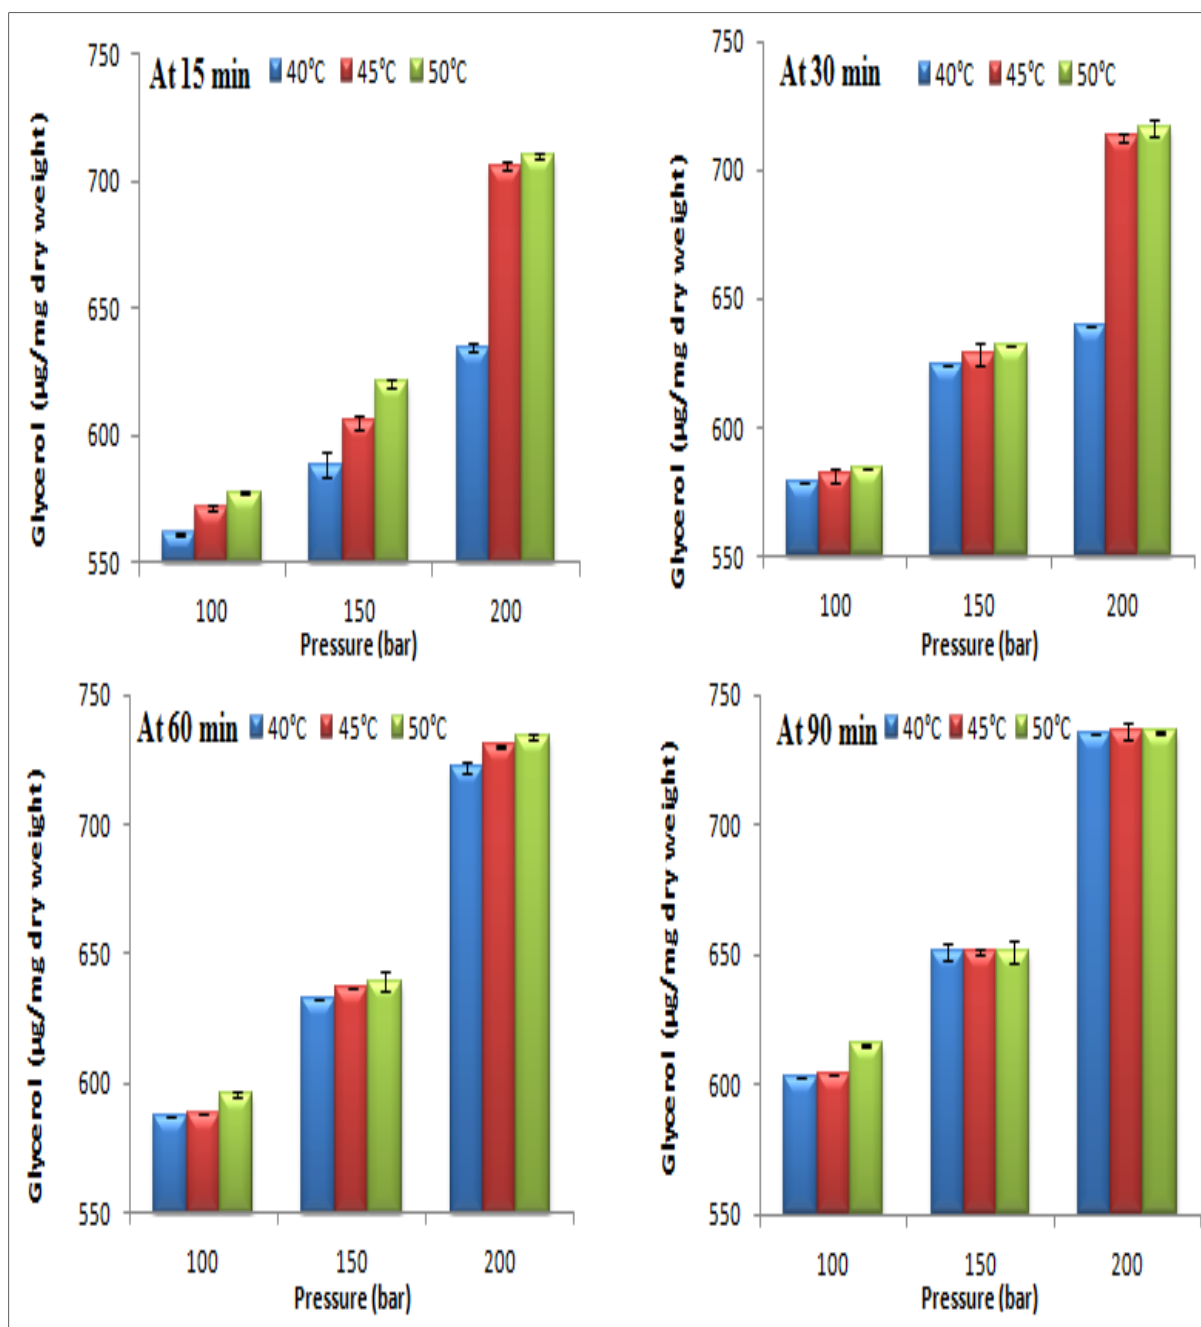 At 15 min 40°C 45°C 50°C
Glycerol (µg/mg dry weight)
750
700
650
600
550
100 150 200
Pressure (bar)
At 30 min 40°C 45°C 50°C
Glycerol (µg/mg dry weight)
750
700
650
600
550
100 150 200
Pressure (bar)
At 60 min 40°C 45°C 50°C
Glycerol (µg/mg dry weight)
750
700
650
600
550
100 150 200
Pressure (bar)
At 90 min 40°C 45°C 50°C
Glycerol (µg/mg dry weight)
750
700
650
600
550
100 150 200
Pressure (bar)